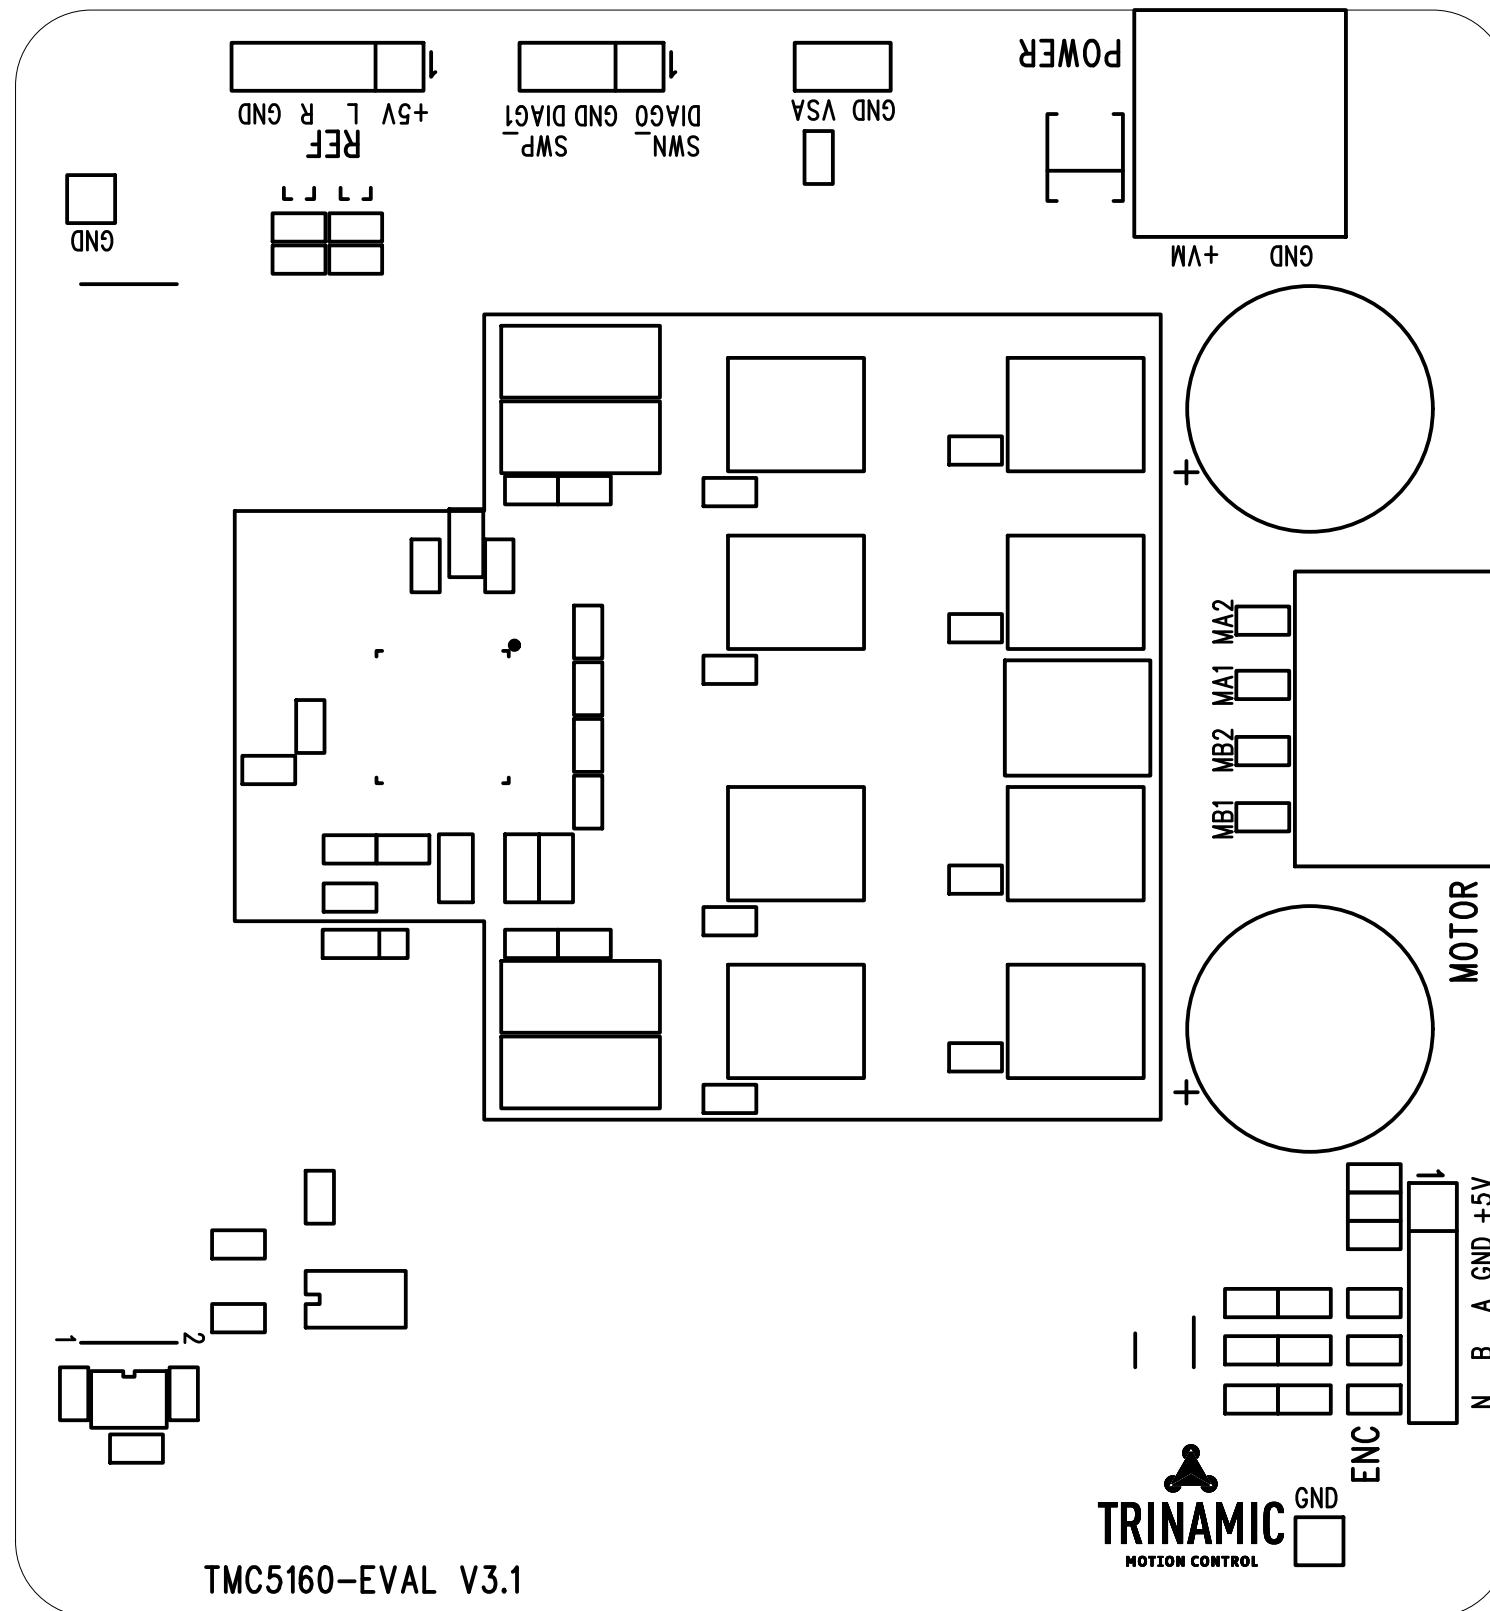 1
GND R L +5V
REF
1
SWP_
DIAG1
GND
SWN_
DIAG0
VSA GND
POWER
+VM GND
GND
+
MA2
MA1
MB2
MB1
MOTOR
+
1
+5V
GND
A
B
N
ENC
1 2
TRINAMIC
MOTION CONTROL
GND
TMC5160-EVAL V3.1